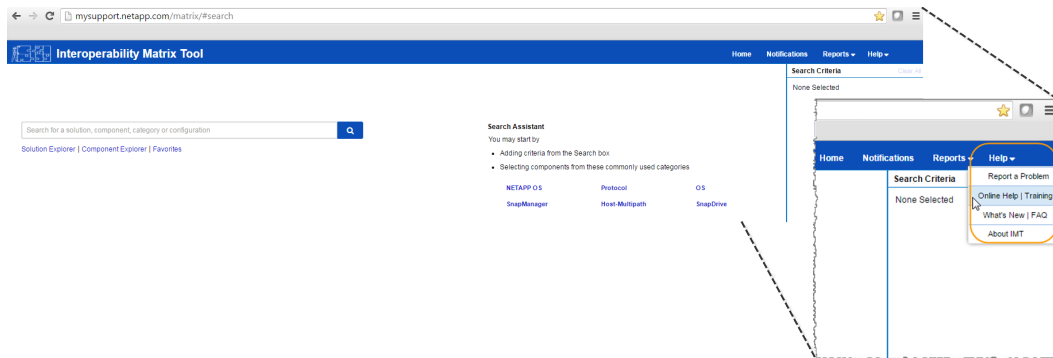 mysupport.netapp.com/matrix/#search
Interoperability Matrix Tool
Home Notifications Reports Help
Search Criteria Clear All
None Selected
Search for a solution, component, category or configuration
Solution Explorer | Component Explorer | Favorites
Search Assistant
You may start by
Adding criteria from the Search box
Selecting components from these commonly used categories
NETAPP OS Protocol OS
SnapManager Host-Multipath SnapDrive
Home Notifications Reports Help
Search Criteria
None Selected
Report a Problem
Online Help | Training
What's New | FAQ
About IMT